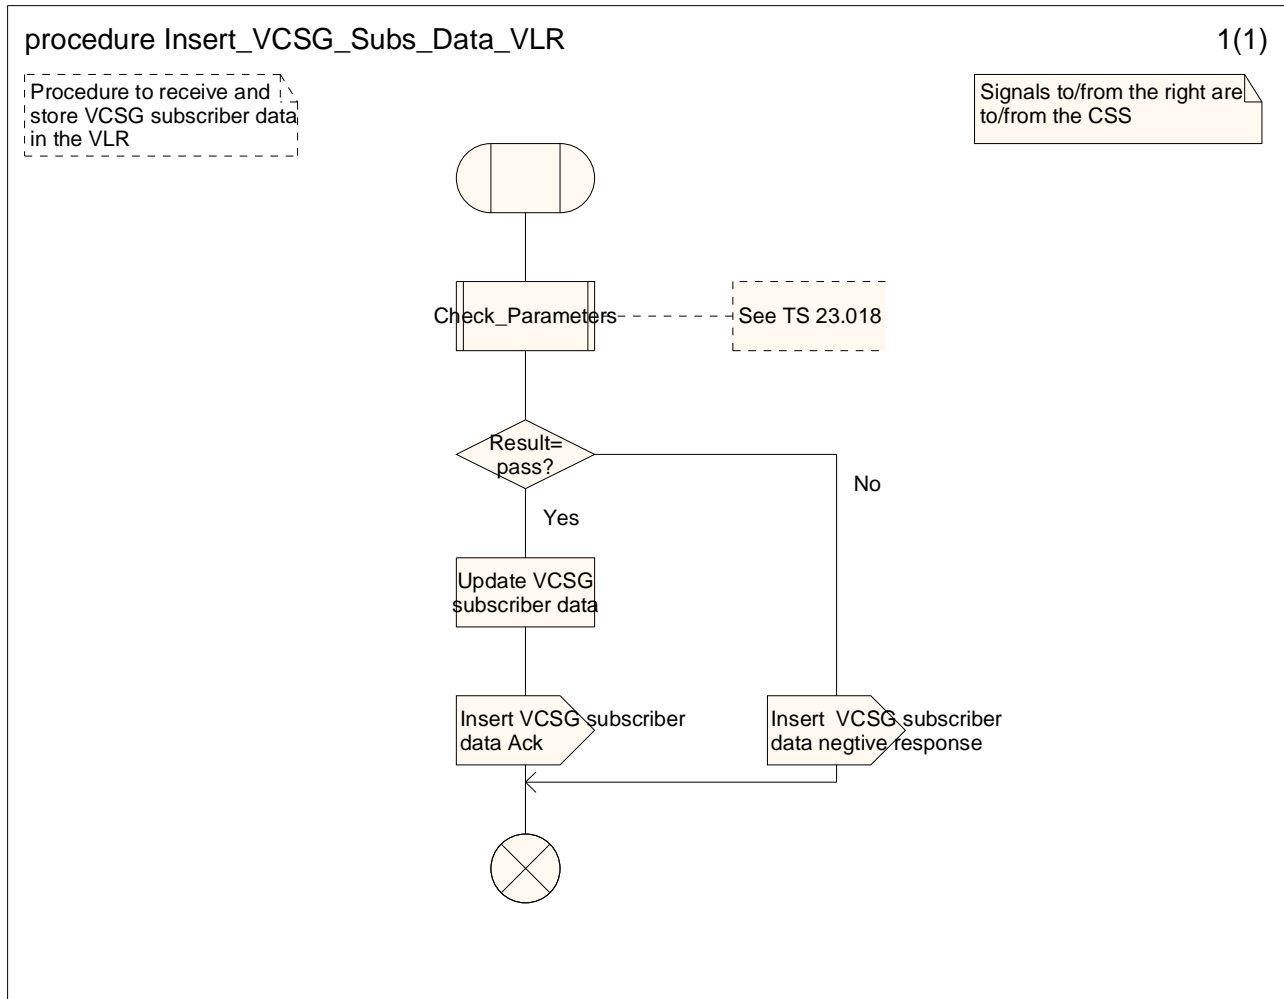 procedure Insert_VCSG_Subs_Data_VLR
1(1)
Procedure to receive and
store VCSG subscriber data
in the VLR
Signals to/from the right are
to/from the CSS
Check_Parameters
See TS 23.018
Result=
pass?
No
Yes
Update VCSG
subscriber data
Insert VCSG subscriber
data Ack
Insert  VCSG subscriber
data negtive response